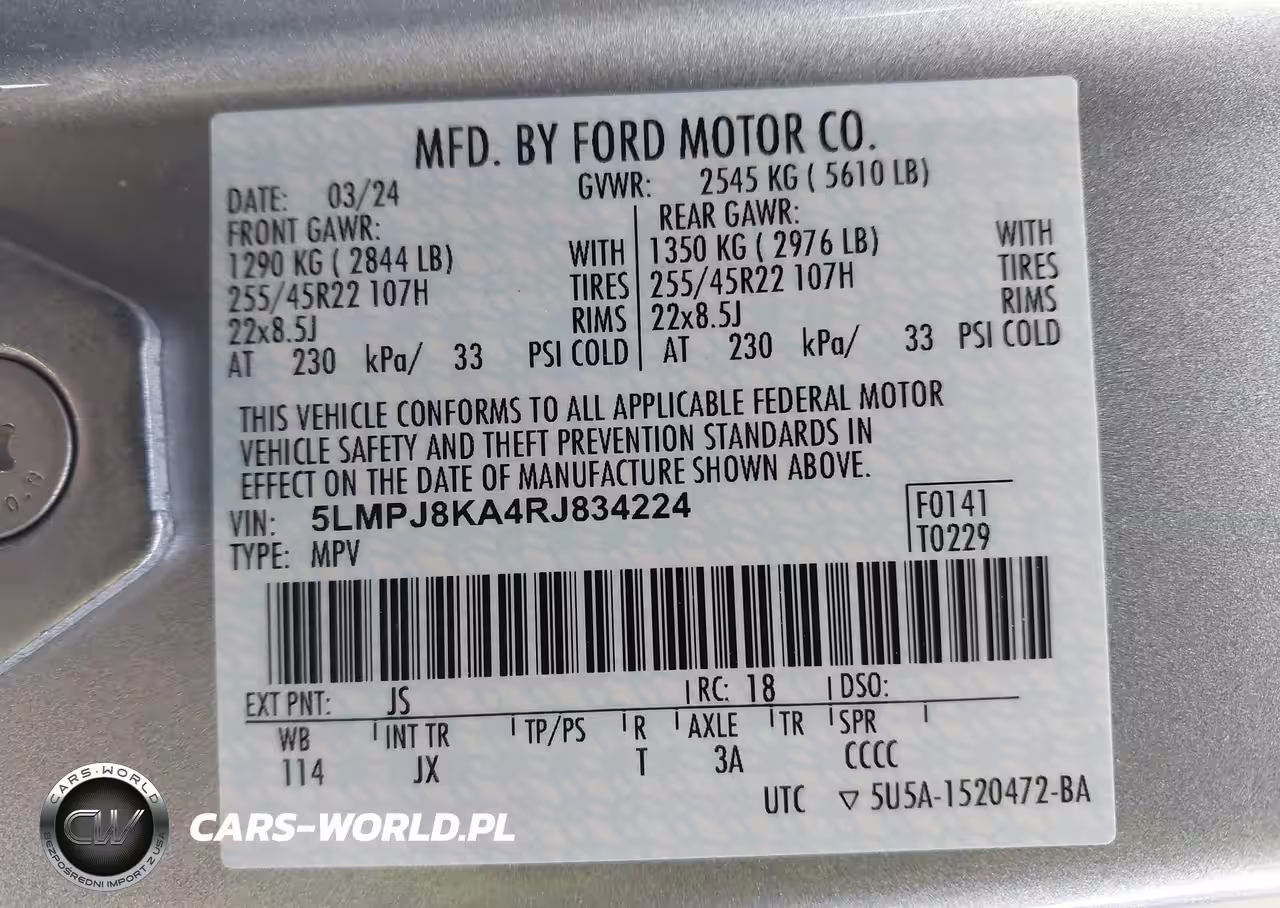 MFD. BY FORD MOTOR CO.
DATE: 03/24 GVWR: 2545 KG ( 5610 LB)
FRONT GAWR: REAR GAWR:
1290 KG ( 2844 LB) WITH 1350 KG ( 2976 LB) WITH
255/45R22 107H TIRES 255/45R22 107H TIRES
22x8.5J RIMS 22x8.5J RIMS
AT 230 kPa/ 33 PSI COLD AT 230 kPa/ 33 PSI COLD
THIS VEHICLE CONFORMS TO ALL APPLICABLE FEDERAL MOTOR
VEHICLE SAFETY AND THEFT PREVENTION STANDARDS IN
EFFECT ON THE DATE OF MANUFACTURE SHOWN ABOVE.
VIN: 5LMPJ8KA4RJ834224 F0141
TYPE: MPV T0229
EXT PNT: JS RC: 18 DSO:
WB INT TR TP/PS R AXLE TR SPR
114 JX T 3A CCCC
UTC ▽ 5U5A-1520472-BA
CARS-WORLD
CW
BEZPOŚREDNI IMPORT Z USA
CARS-WORLD.PL